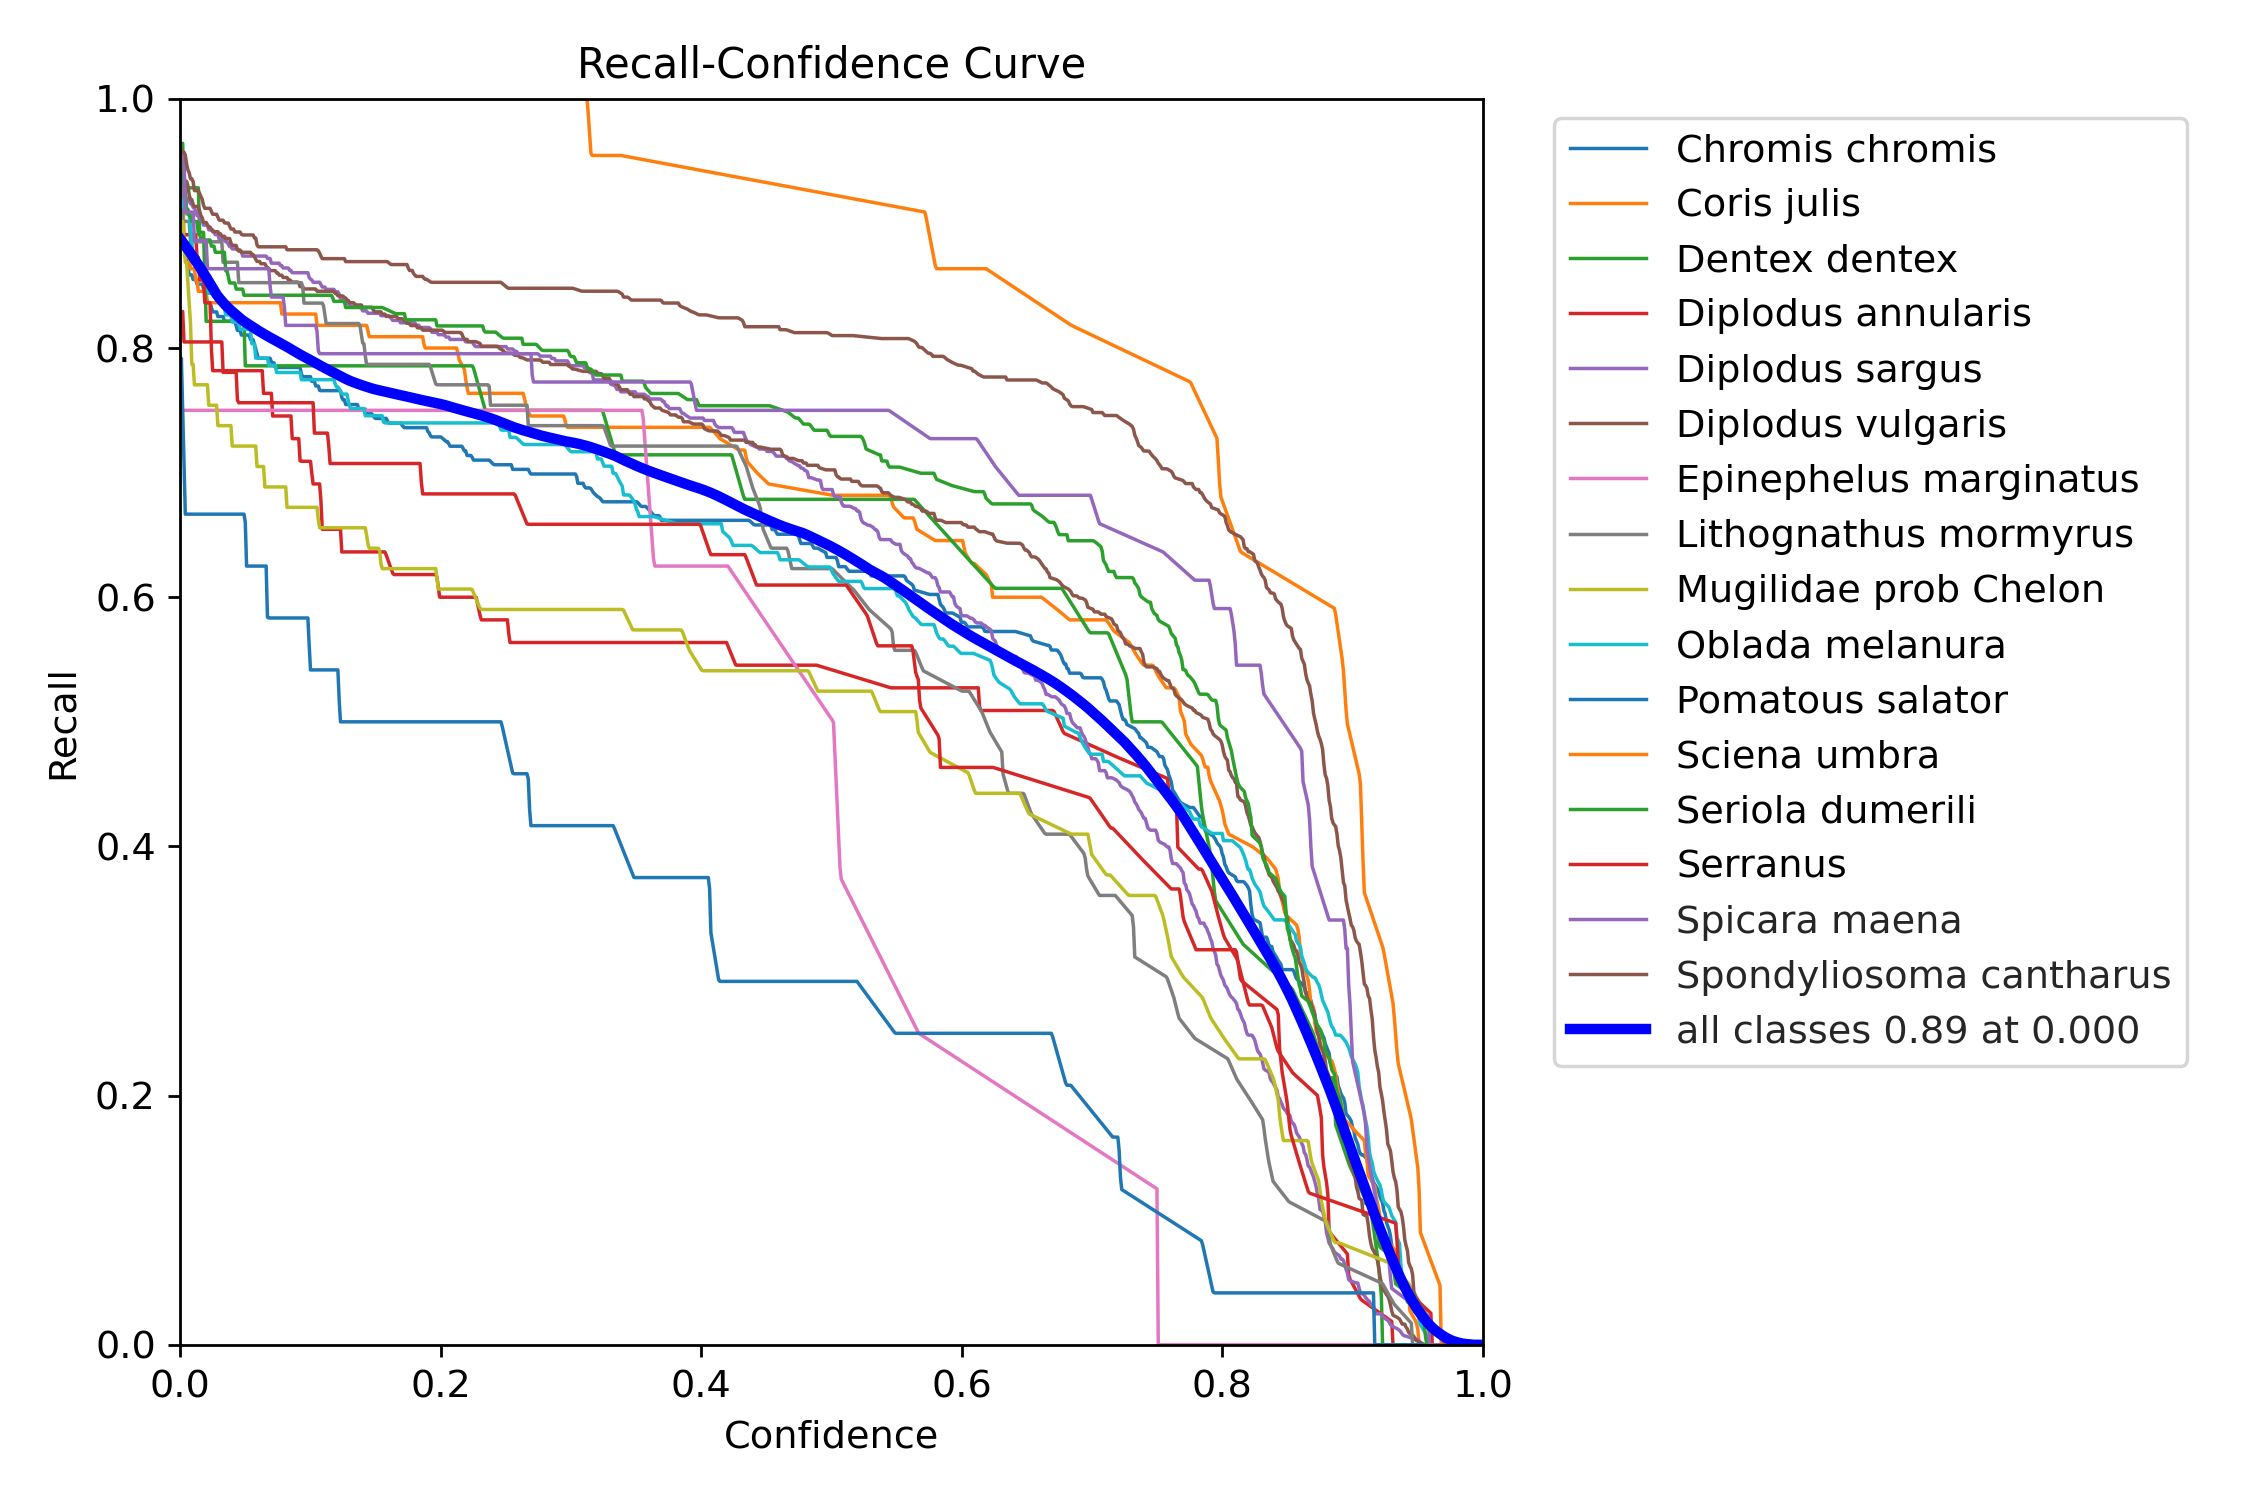 Recall-Confidence Curve
1.0
0.8
0.6
0.4
0.2
0.0
Recall
0.0 0.2 0.4 0.6 0.8 1.0
Confidence
Chromis chromis
Coris julis
Dentex dentex
Diplodus annularis
Diplodus sargus
Diplodus vulgaris
Epinephelus marginatus
Lithognathus mormyrus
Mugilidae prob Chelon
Oblada melanura
Pomatous salator
Sciena umbra
Seriola dumerili
Serranus
Spicara maena
Spondyliosoma cantharus
all classes 0.89 at 0.000